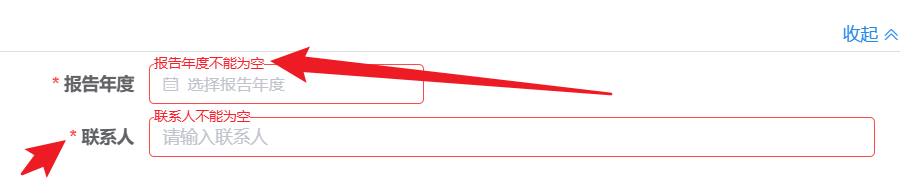 收起
报告年度不能为空
* 报告年度 选择报告年度
联系人不能为空
* 联系人 请输入联系人